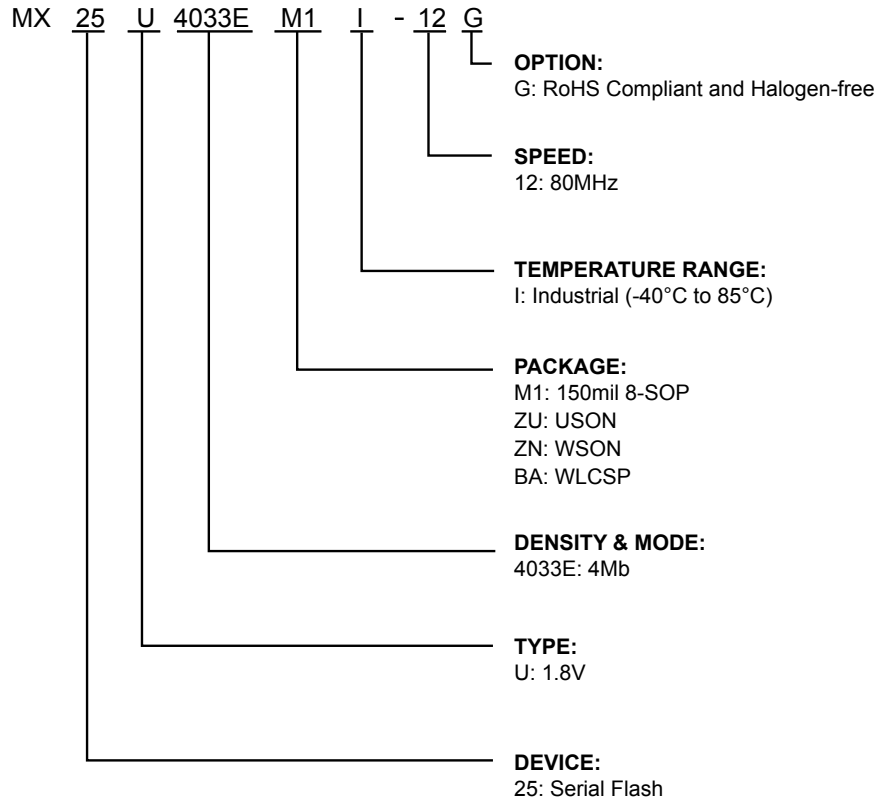 MX 25 U 4033E M1 I - 12 G
OPTION:
G: RoHS Compliant and Halogen-free
SPEED:
12: 80MHz
TEMPERATURE RANGE:
I: Industrial (-40°C to 85°C)
PACKAGE:
M1: 150mil 8-SOP
ZU: USON
ZN: WSON
BA: WLCSP
DENSITY & MODE:
4033E: 4Mb
TYPE:
U: 1.8V
DEVICE:
25: Serial Flash